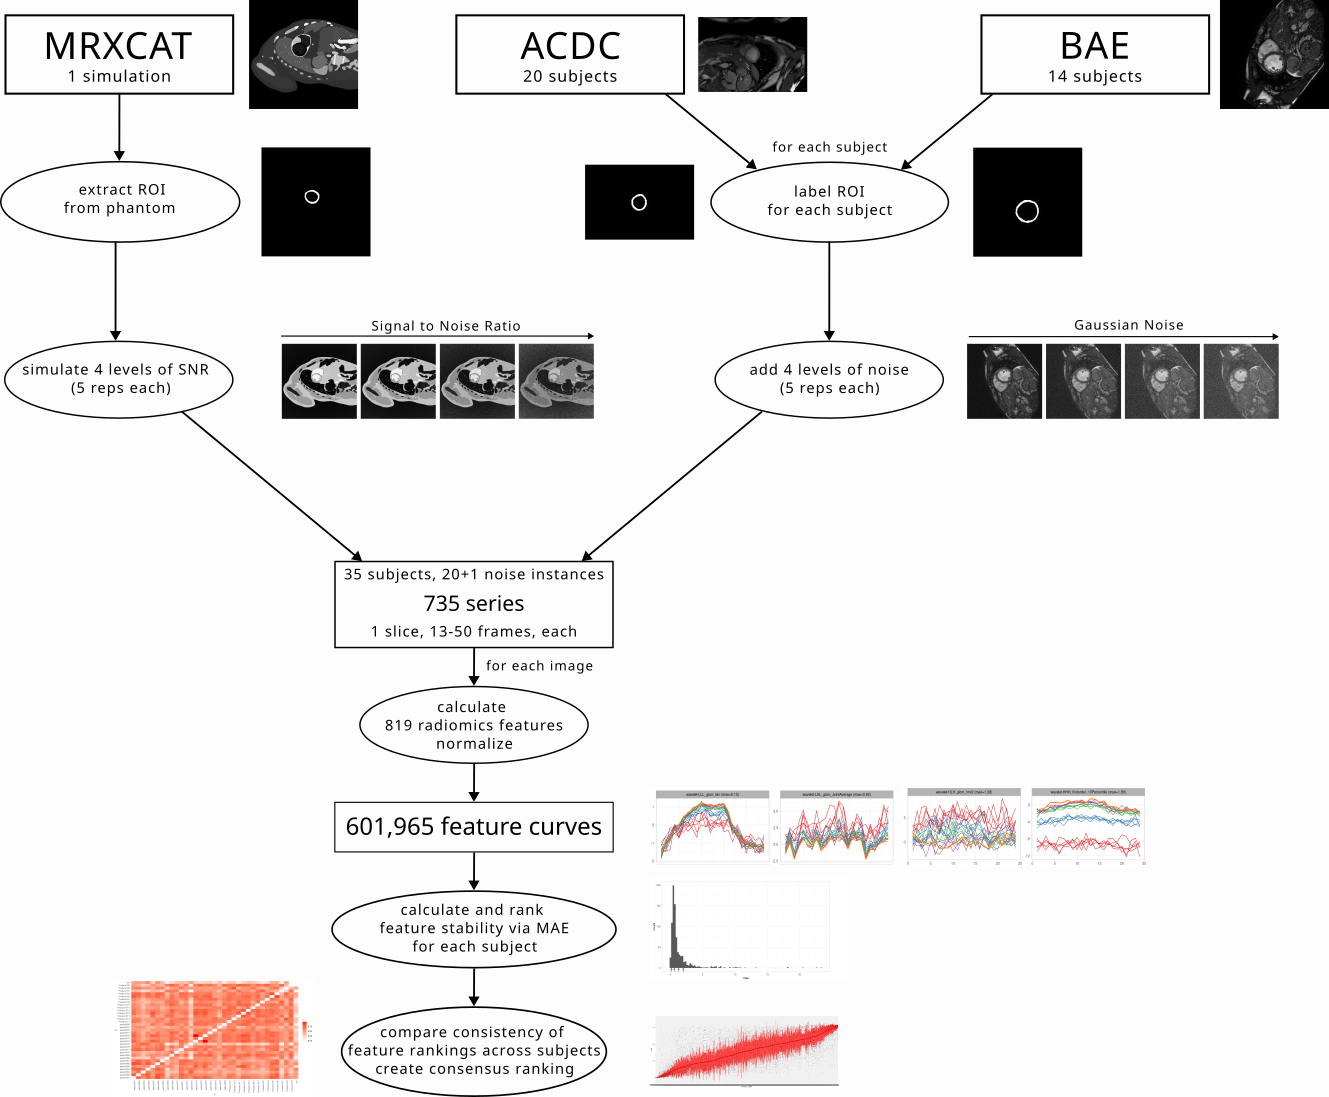 MRXCAT
1 simulation
ACDC
20 subjects
BAE
14 subjects
for each subject
extract ROI
from phantom
label ROI
for each subject
Signal to Noise Ratio
Gaussian Noise
simulate 4 levels of SNR
(5 reps each)
add 4 levels of noise
(5 reps each)
35 subjects, 20+1 noise instances
735 series
1 slice, 13-50 frames, each
for each image
calculate
819 radiomics features
normalize
601,965 feature curves
calculate and rank
feature stability via MAE
for each subject
compare consistency of
feature rankings across subjects
create consensus ranking